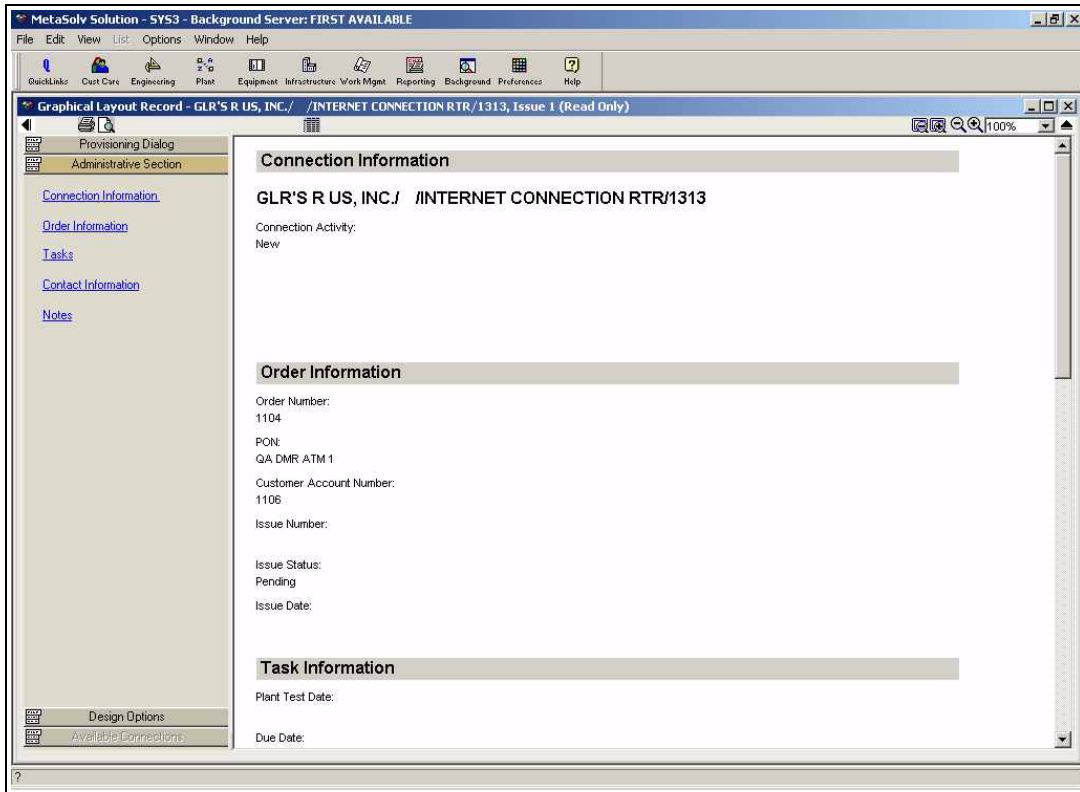 MetaSolv Solution - SYS3 - Background Server: FIRST AVAILABLE
File Edit View List Options Window Help
QuickLinks Cust Care Engineering Plant Equipment Infrastructure Work Mgmt Reporting Background Preferences Help
Graphical Layout Record - GLR'S R US, INC./ /INTERNET CONNECTION RTR/1313, Issue 1 (Read Only)
100%
Provisioning Dialog
Administrative Section
Connection Information
Order Information
Tasks
Contact Information
Notes
Design Options
Available Connections
Connection Information
GLR'S R US, INC./ /INTERNET CONNECTION RTR/1313
Connection Activity:
New
Order Information
Order Number:
1104
PON:
QA DMR ATM 1
Customer Account Number:
1106
Issue Number:
Issue Status:
Pending
Issue Date:
Task Information
Plant Test Date:
Due Date:
?